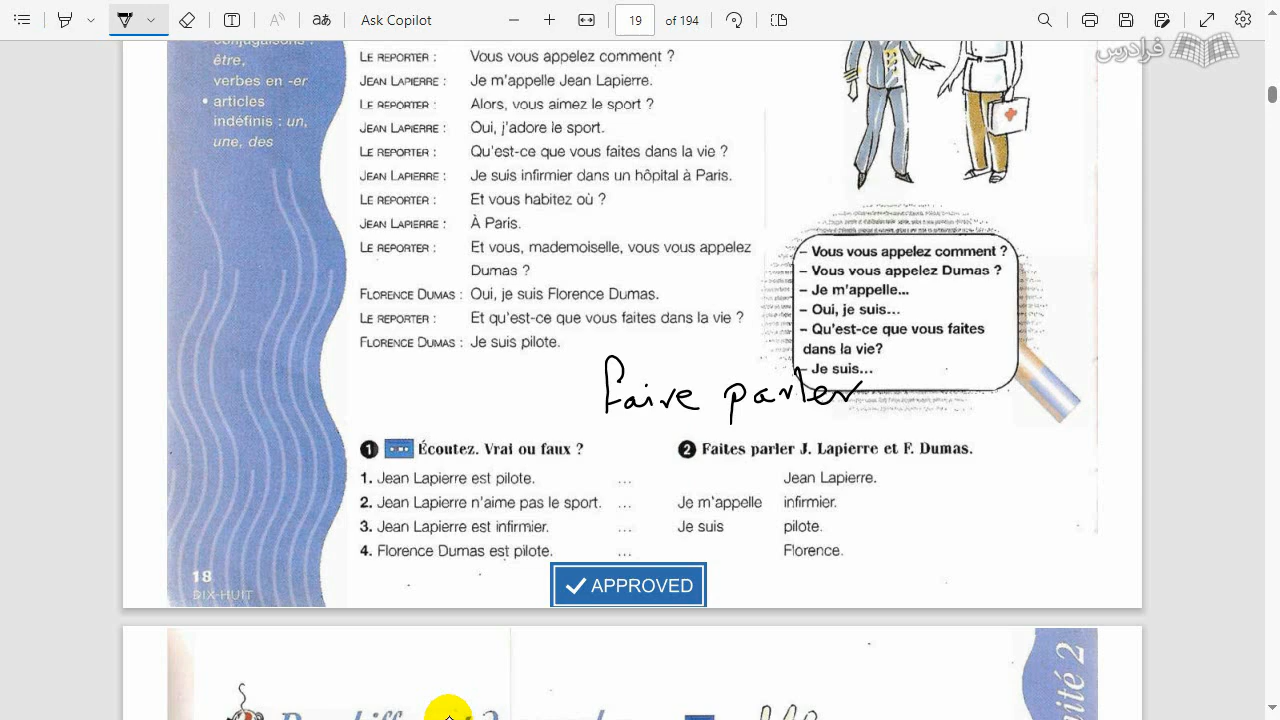 Ask Copilot
19 of 194
فرادرس
conjugaisons :
être,
verbes en -er
• articles
indéfinis : un,
une, des
LE REPORTER : Vous vous appelez comment ?
JEAN LAPIERRE : Je m'appelle Jean Lapierre.
LE REPORTER : Alors, vous aimez le sport ?
JEAN LAPIERRE : Oui, j'adore le sport.
LE REPORTER : Qu'est-ce que vous faites dans la vie ?
JEAN LAPIERRE : Je suis infirmier dans un hôpital à Paris.
LE REPORTER : Et vous habitez où ?
JEAN LAPIERRE : À Paris.
LE REPORTER : Et vous, mademoiselle, vous vous appelez
Dumas ?
FLORENCE DUMAS : Oui, je suis Florence Dumas.
LE REPORTER : Et qu'est-ce que vous faites dans la vie ?
FLORENCE DUMAS : Je suis pilote.
– Vous vous appelez comment ?
– Vous vous appelez Dumas ?
– Je m'appelle...
– Oui, je suis...
– Qu'est-ce que vous faites
dans la vie?
– Je suis...
faire parler
1 Écoutez. Vrai ou faux ?
1. Jean Lapierre est pilote. ...
2. Jean Lapierre n'aime pas le sport. ...
3. Jean Lapierre est infirmier. ...
4. Florence Dumas est pilote. ...
2 Faites parler J. Lapierre et F. Dumas.
Jean Lapierre.
Je m'appelle infirmier.
Je suis pilote.
Florence.
18
DIX-HUIT
APPROVED